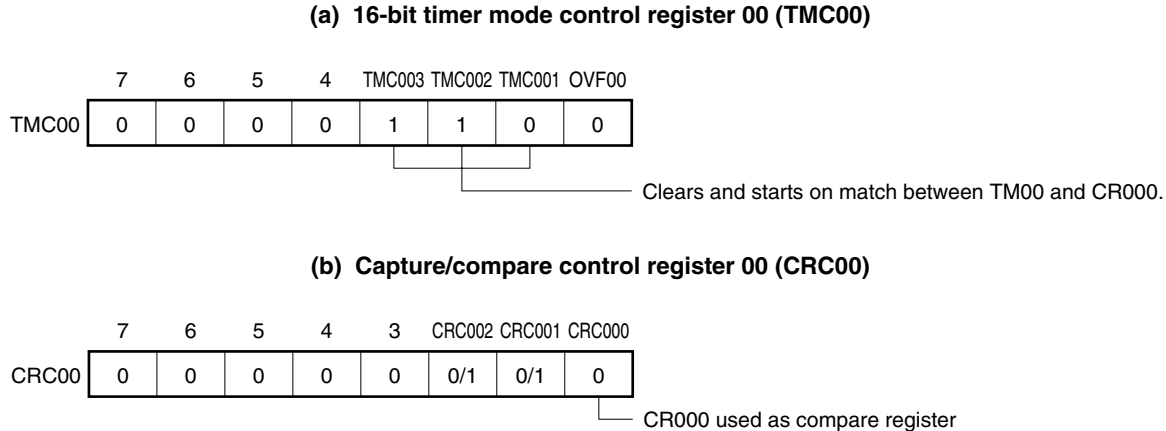 (a) 16-bit timer mode control register 00 (TMC00)
7 6 5 4 TMC003 TMC002 TMC001 OVF00
TMC00 0 0 0 0 1 1 0 0
Clears and starts on match between TM00 and CR000.
(b) Capture/compare control register 00 (CRC00)
7 6 5 4 3 CRC002 CRC001 CRC000
CRC00 0 0 0 0 0 0/1 0/1 0
CR000 used as compare register